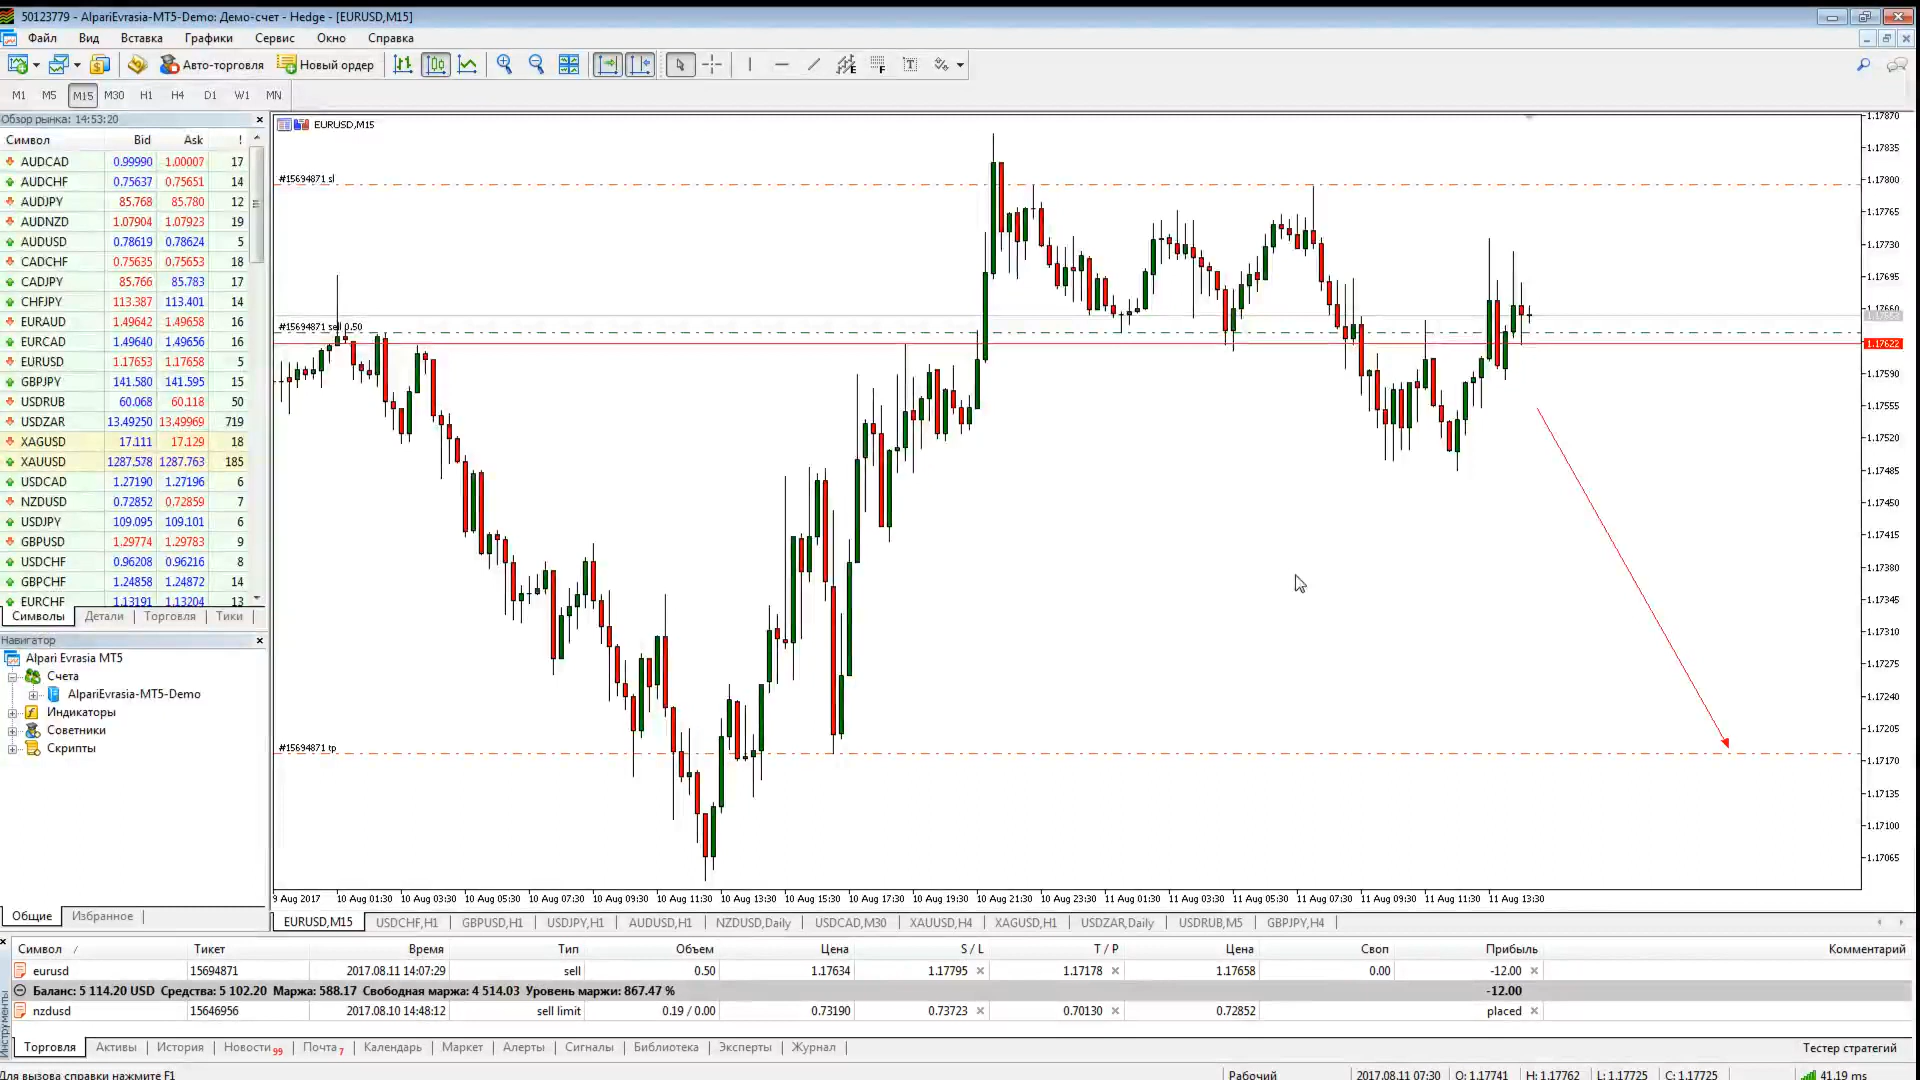 50123779 - AlpariEvrasia-MT5-Demo: Демо-счет - Hedge - [EURUSD,M15]
Файл Вид Вставка Графики Сервис Окно Справка
Авто-торговля Новый ордер
M1 M5 M15 M30 H1 H4 D1 W1 MN
Обзор рынка: 14:53:20
Символ Bid Ask !
AUDCAD 0.99990 1.00007 17
AUDCHF 0.75637 0.75651 14
AUDJPY 85.768 85.780 12
AUDNZD 1.07904 1.07923 19
AUDUSD 0.78619 0.78624 5
CADCHF 0.75635 0.75653 18
CADJPY 85.766 85.783 17
CHFJPY 113.387 113.401 14
EURAUD 1.49642 1.49658 16
EURCAD 1.49640 1.49656 16
EURUSD 1.17653 1.17658 5
GBPJPY 141.580 141.595 15
USDRUB 60.068 60.118 50
USDZAR 13.49250 13.49969 719
XAGUSD 17.111 17.129 18
XAUUSD 1287.578 1287.763 185
USDCAD 1.27190 1.27196 6
NZDUSD 0.72852 0.72859 7
USDJPY 109.095 109.101 6
GBPUSD 1.29774 1.29783 9
USDCHF 0.96208 0.96216 8
GBPCHF 1.24858 1.24872 14
EURCHF 1.13191 1.13204 13
Символы Детали Торговля Тики
Навигатор
Alpari Evrasia MT5
Счета
AlpariEvrasia-MT5-Demo
Индикаторы
Советники
Скрипты
Общие Избранное
EURUSD,M15
#15694871 sl
#15694871 sell 0.50
#15694871 tp
1.17870
1.17835
1.17800
1.17765
1.17730
1.17695
1.17660
1.17622
1.17590
1.17555
1.17520
1.17485
1.17450
1.17415
1.17380
1.17345
1.17310
1.17275
1.17240
1.17205
1.17170
1.17135
1.17100
1.17065
9 Aug 2017 10 Aug 01:30 10 Aug 03:30 10 Aug 05:30 10 Aug 07:30 10 Aug 09:30 10 Aug 11:30 10 Aug 13:30 10 Aug 15:30 10 Aug 17:30 10 Aug 19:30 10 Aug 21:30 10 Aug 23:30 11 Aug 01:30 11 Aug 03:30 11 Aug 05:30 11 Aug 07:30 11 Aug 09:30 11 Aug 11:30 11 Aug 13:30
EURUSD,M15 USDCHF,H1 GBPUSD,H1 USDJPY,H1 AUDUSD,H1 NZDUSD,Daily USDCAD,M30 XAUUSD,H4 XAGUSD,H1 USDZAR,Daily USDRUB,M5 GBPJPY,H4
Символ / Тикет Время Тип Объем Цена S / L T / P Цена Своп Прибыль Комментарий
eurusd 15694871 2017.08.11 14:07:29 sell 0.50 1.17634 1.17795 1.17178 1.17658 0.00 -12.00
Баланс: 5 114.20 USD Средства: 5 102.20 Маржа: 588.17 Свободная маржа: 4 514.03 Уровень маржи: 867.47 % -12.00
nzdusd 15646956 2017.08.10 14:48:12 sell limit 0.19 / 0.00 0.73190 0.73723 0.70130 0.72852 placed
Инструменты
Торговля Активы История Новости 99 Почта 7 Календарь Маркет Алерты Сигналы Библиотека Эксперты Журнал Тестер стратегий
Для вызова справки нажмите F1 Рабочий 2017.08.11 07:30 O: 1.17741 H: 1.17762 L: 1.17725 C: 1.17725 41.19 ms